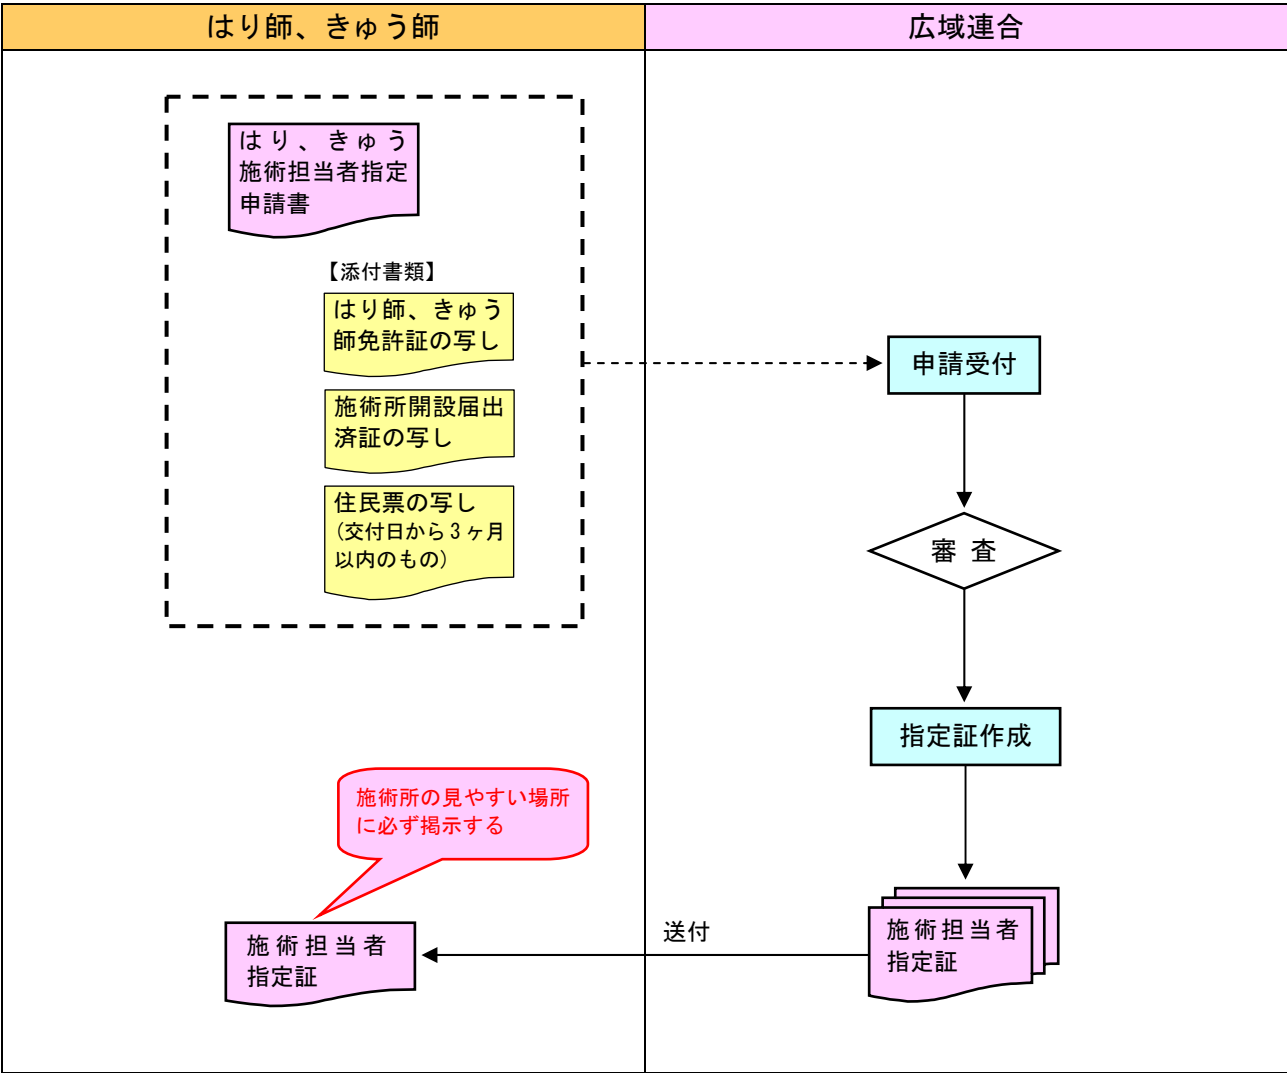 はり師、きゅう師
広域連合
はり、きゅう
施術担当者指定
申請書
【添付書類】
はり師、きゅう
師免許証の写し
施術所開設届出
済証の写し
住民票の写し
(交付日から3ヶ月
以内のもの)
申請受付
審査
指定証作成
施術所の見やすい場所
に必ず掲示する
施術担当者
指定証
送付
施術担当者
指定証